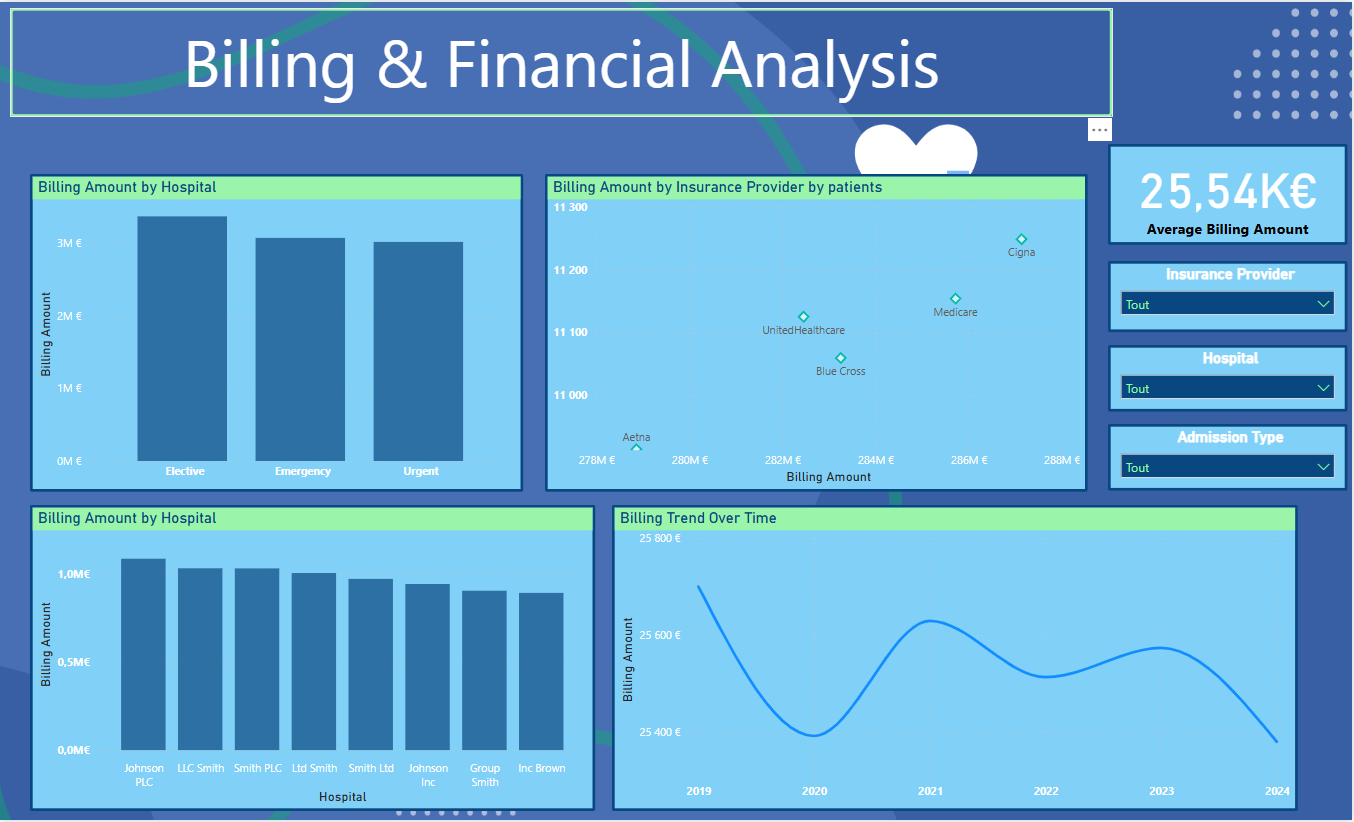 Billing & Financial Analysis
...
Billing Amount by Hospital
Billing Amount
3M €
2M €
1M €
0M €
Elective
Emergency
Urgent
Billing Amount by Insurance Provider by patients
11 300
11 200
11 100
11 000
Cigna
Medicare
UnitedHealthcare
Blue Cross
Aetna
278M €
280M €
282M €
284M €
286M €
288M €
Billing Amount
25,54K€
Average Billing Amount
Insurance Provider
Tout
Hospital
Tout
Admission Type
Tout
Billing Amount by Hospital
Billing Amount
1,0M€
0,5M€
0,0M€
Johnson
PLC
LLC Smith
Smith PLC
Ltd Smith
Smith Ltd
Johnson
Inc
Group
Smith
Inc Brown
Hospital
Billing Trend Over Time
Billing Amount
25 800 €
25 600 €
25 400 €
2019
2020
2021
2022
2023
2024